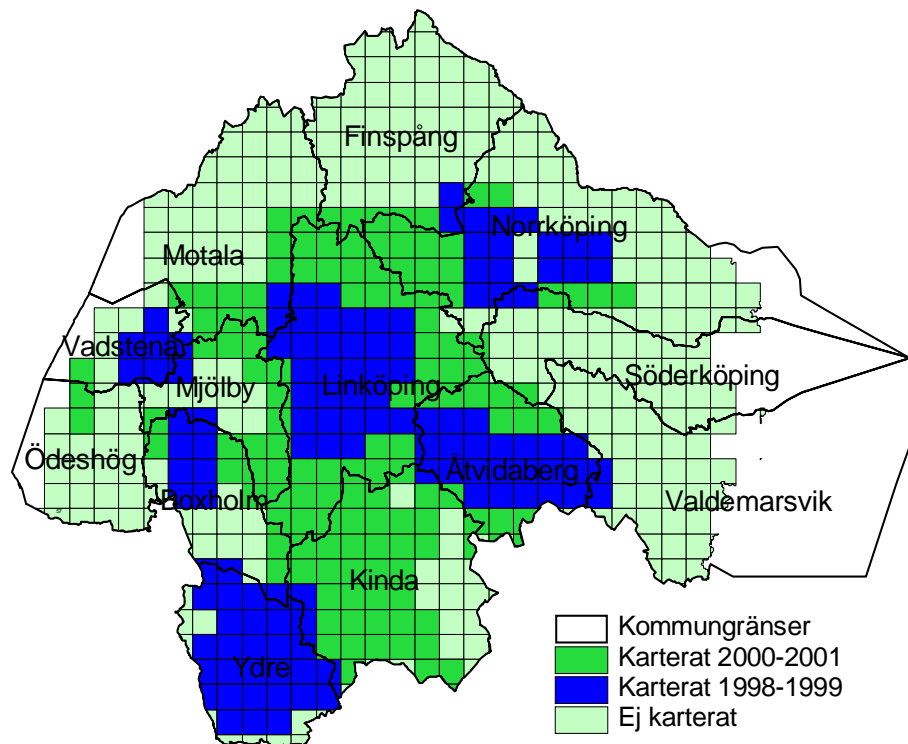 Finspång
Norrköping
Motala
Vadstena
Mjölby
Linköping
Söderköping
Ödeshög
Åtvidaberg
Boxholm
Valdemarsvik
Kinda
Ydre
Kommungränser
Karterat 2000-2001
Karterat 1998-1999
Ej karterat